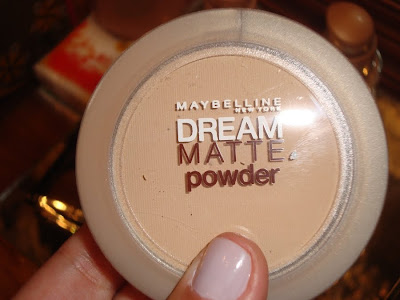 MAYBELLINE
NEW YORK
DREAM
MATTE
powder